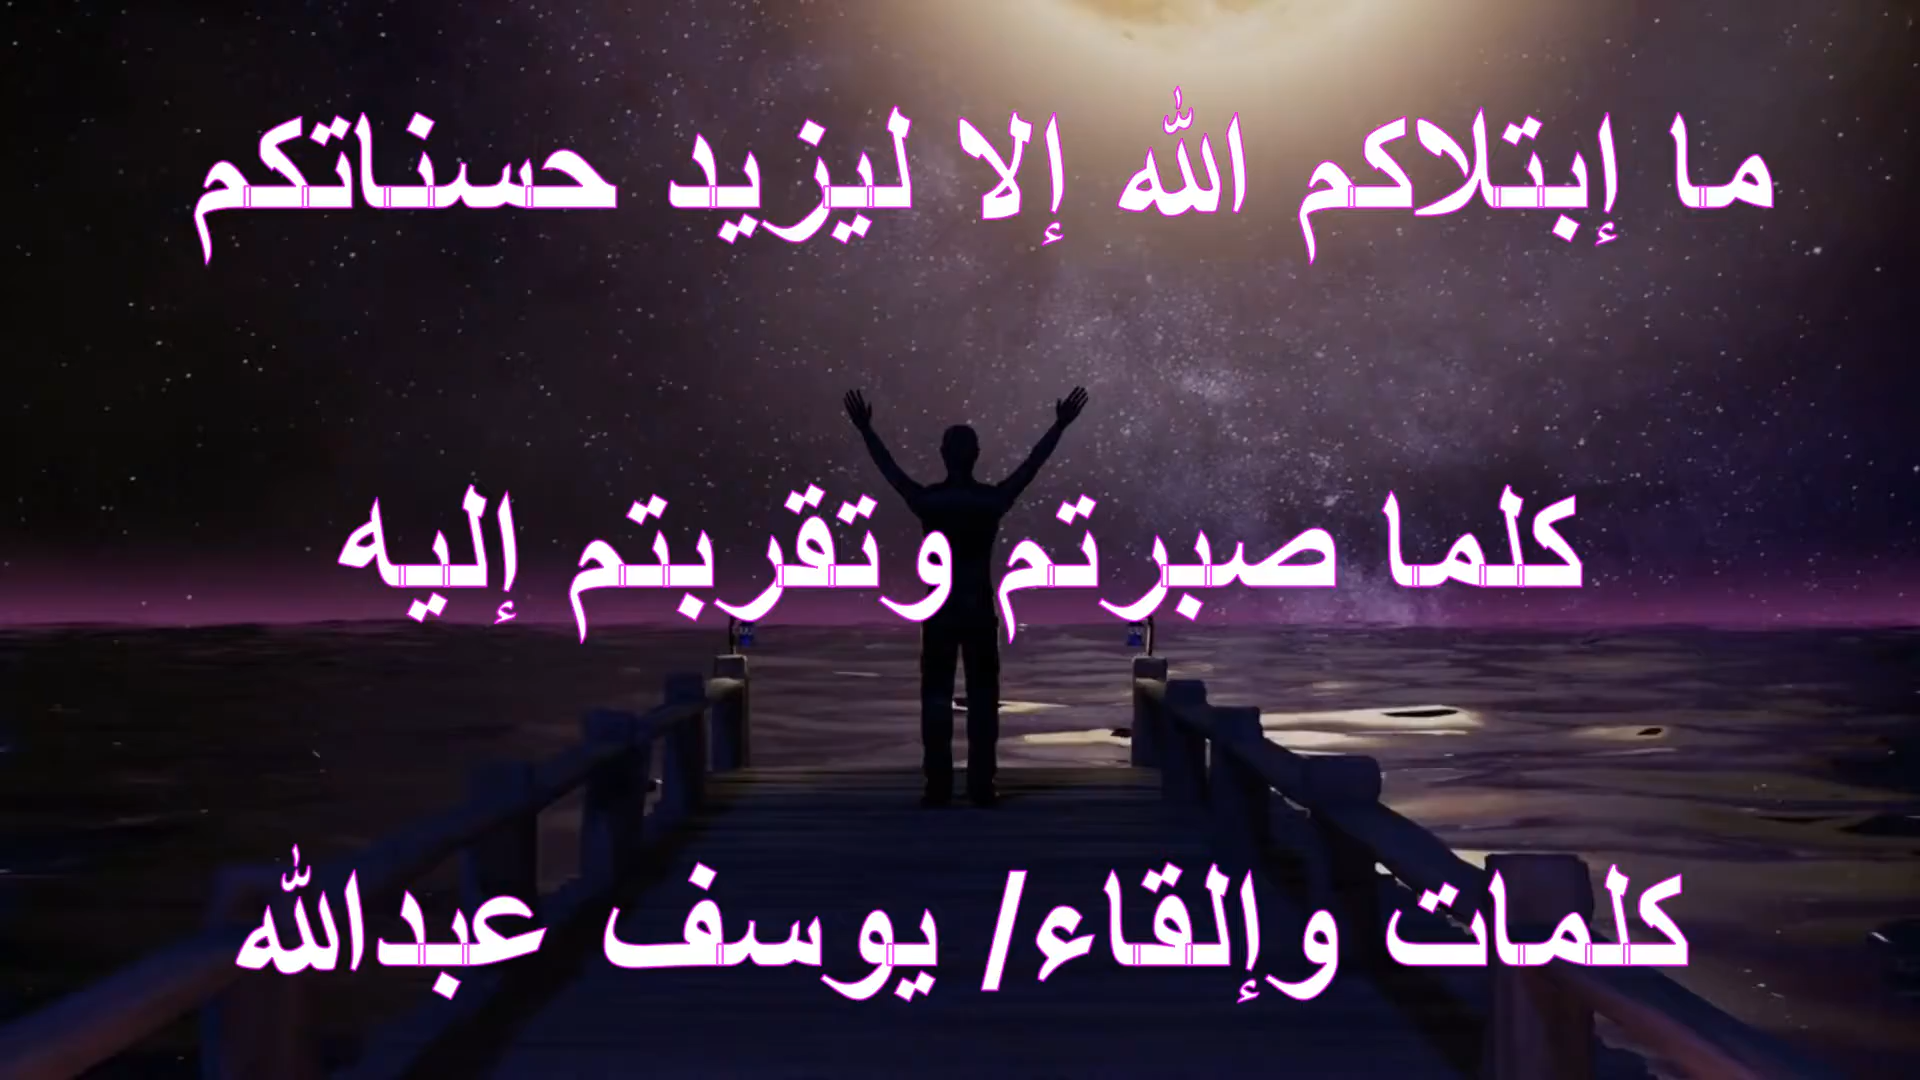 ما إبتلاكم الله إلا ليزيد حسناتكم
كلما صبرتم وتقربتم إليه
كلمات وإلقاء/ يوسف عبدالله